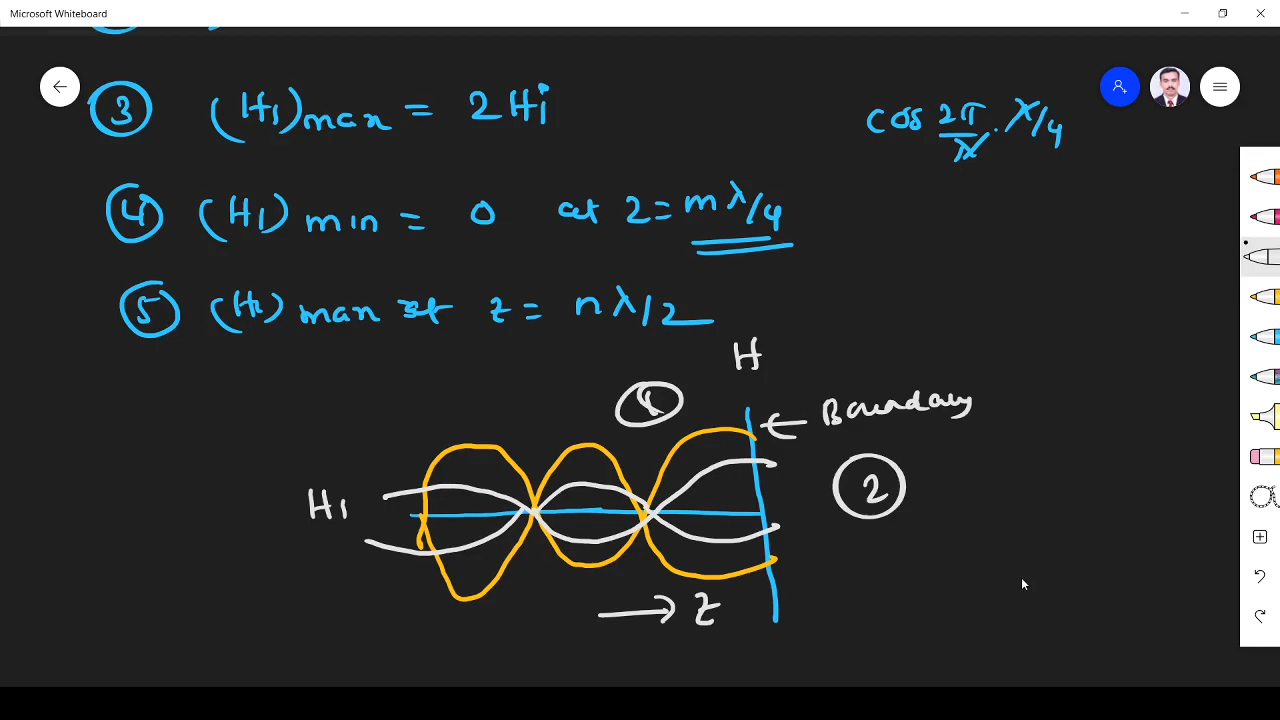 Microsoft Whiteboard
③ (H1)max = 2Hi
cos 2π/λ . λ/4
④ (H1) min = 0 at z = mλ/4
⑤ (H1) max at z = nλ/2
H
← Boundary
②
H1
→ z